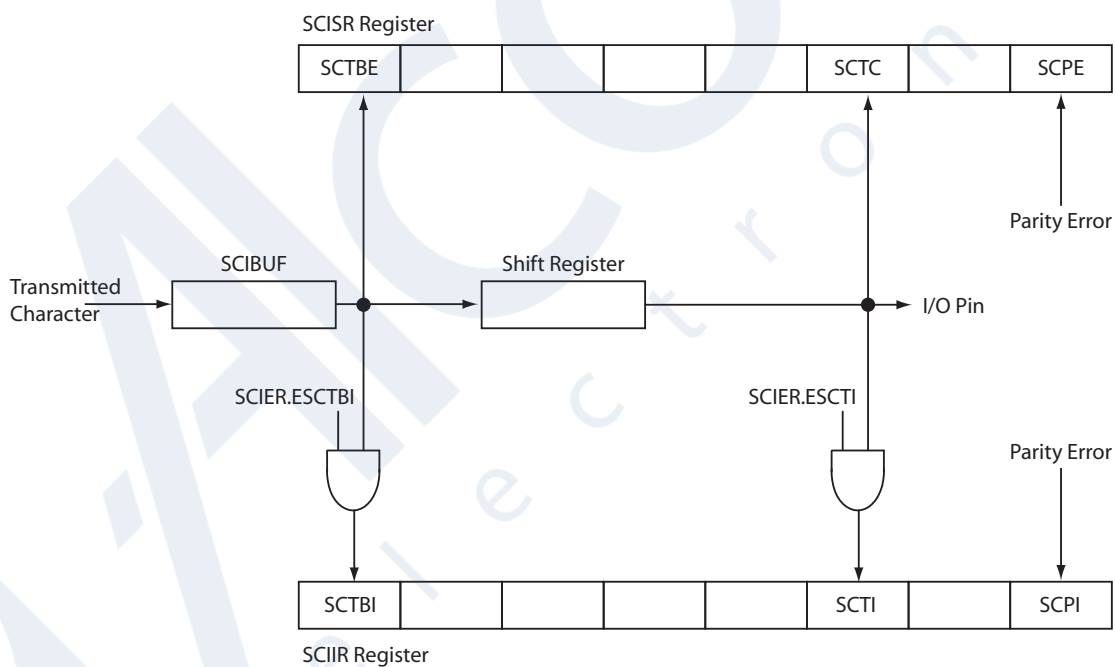 SCISR Register
SCTBE SCTC SCPE
Parity Error
SCIBUF Shift Register
Transmitted
Character
I/O Pin
SCIER.ESCTBI SCIER.ESCTI
Parity Error
SCTBI SCTI SCPI
SCIIR Register